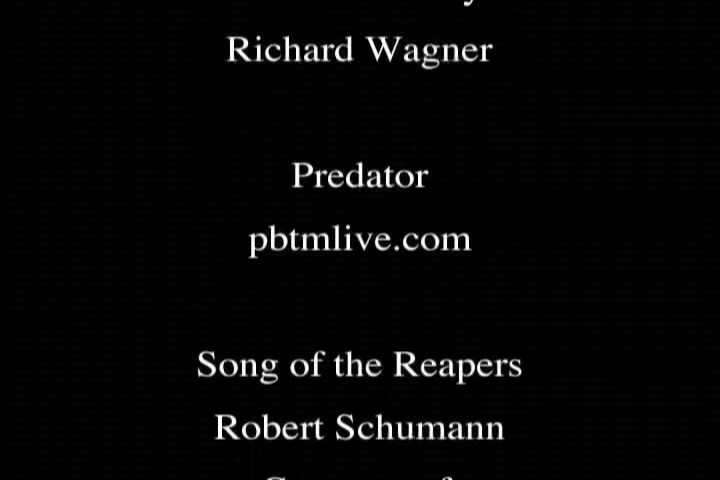 Richard Wagner
Predator
pbtmlive.com
Song of the Reapers
Robert Schumann